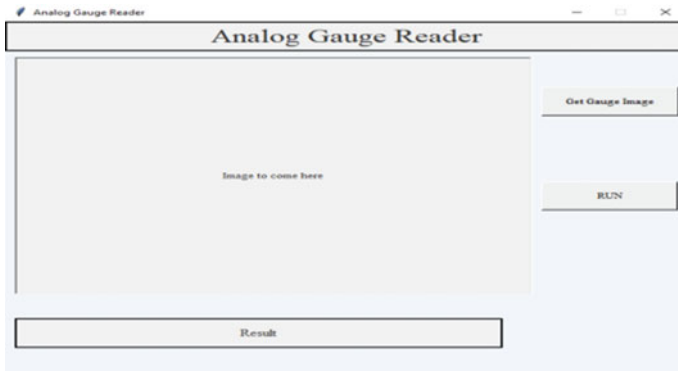 Analog Gauge Reader
Analog Gauge Reader
Get Gauge Image
Image to come here
RUN
Result